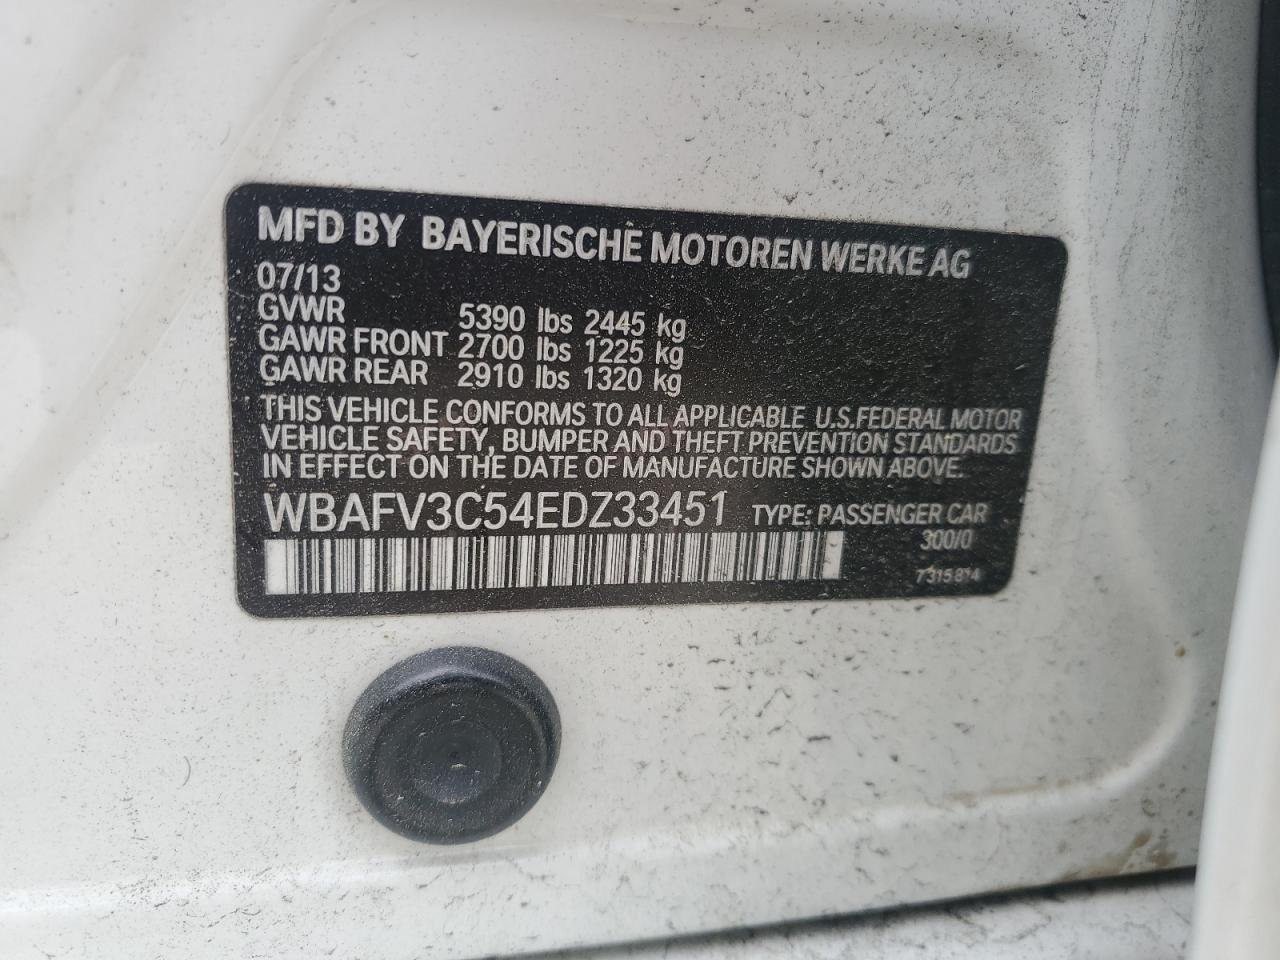 MFD BY BAYERISCHE MOTOREN WERKE AG
07/13
GVWR 5390 lbs 2445 kg
GAWR FRONT 2700 lbs 1225 kg
GAWR REAR 2910 lbs 1320 kg
THIS VEHICLE CONFORMS TO ALL APPLICABLE U.S.FEDERAL MOTOR
VEHICLE SAFETY, BUMPER AND THEFT PREVENTION STANDARDS
IN EFFECT ON THE DATE OF MANUFACTURE SHOWN ABOVE.
WBAFV3C54EDZ33451 TYPE: PASSENGER CAR
300/0
7315814